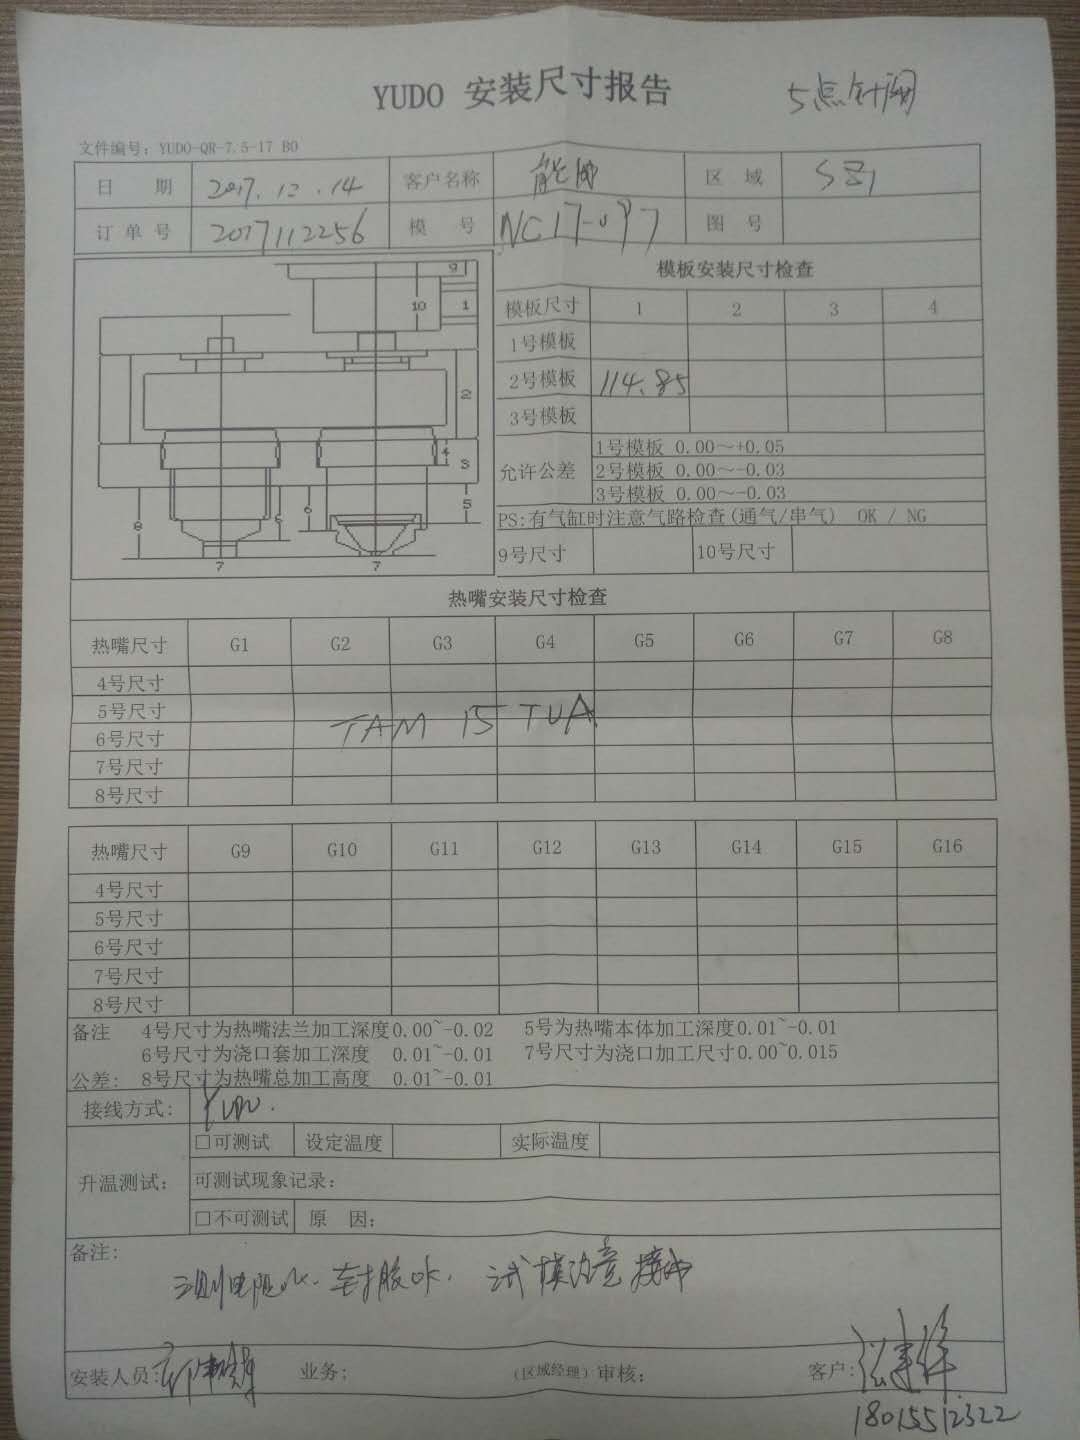 YUDO 安装尺寸报告 5点针阀
文件编号: YUDO-QR-7.5-17 B0
日 期 2017.12.14 客户名称 区 域 S
订 单 号 2017112256 模 号 NC17-097 图 号
模板安装尺寸检查
模板尺寸 1 2 3 4
1号模板
2号模板 114.85
3号模板
允许公差 1号模板 0.00~+0.05
2号模板 0.00~-0.03
3号模板 0.00~-0.03
PS:有气缸时注意气路检查(通气/串气) OK / NG
9号尺寸 10号尺寸
9
10 1
2
4 3
5
8 6 6
7 7
热嘴安装尺寸检查
热嘴尺寸 G1 G2 G3 G4 G5 G6 G7 G8
4号尺寸
5号尺寸
6号尺寸
7号尺寸
8号尺寸
TAM 15 TUA
热嘴尺寸 G9 G10 G11 G12 G13 G14 G15 G16
4号尺寸
5号尺寸
6号尺寸
7号尺寸
8号尺寸
备注 4号尺寸为热嘴法兰加工深度0.00~-0.02 5号为热嘴本体加工深度0.01~-0.01
6号尺寸为浇口套加工深度 0.01~-0.01 7号尺寸为浇口加工尺寸0.00~0.015
公差: 8号尺寸为热嘴总加工高度 0.01~-0.01
接线方式: YUDO.
升温测试: □可测试 设定温度 实际温度
可测试现象记录:
□不可测试 原 因:
备注:
测电阻ok. 封胶ok. 试模注意
安装人员: 业务: (区域经理)审核: 客户:
18015512322